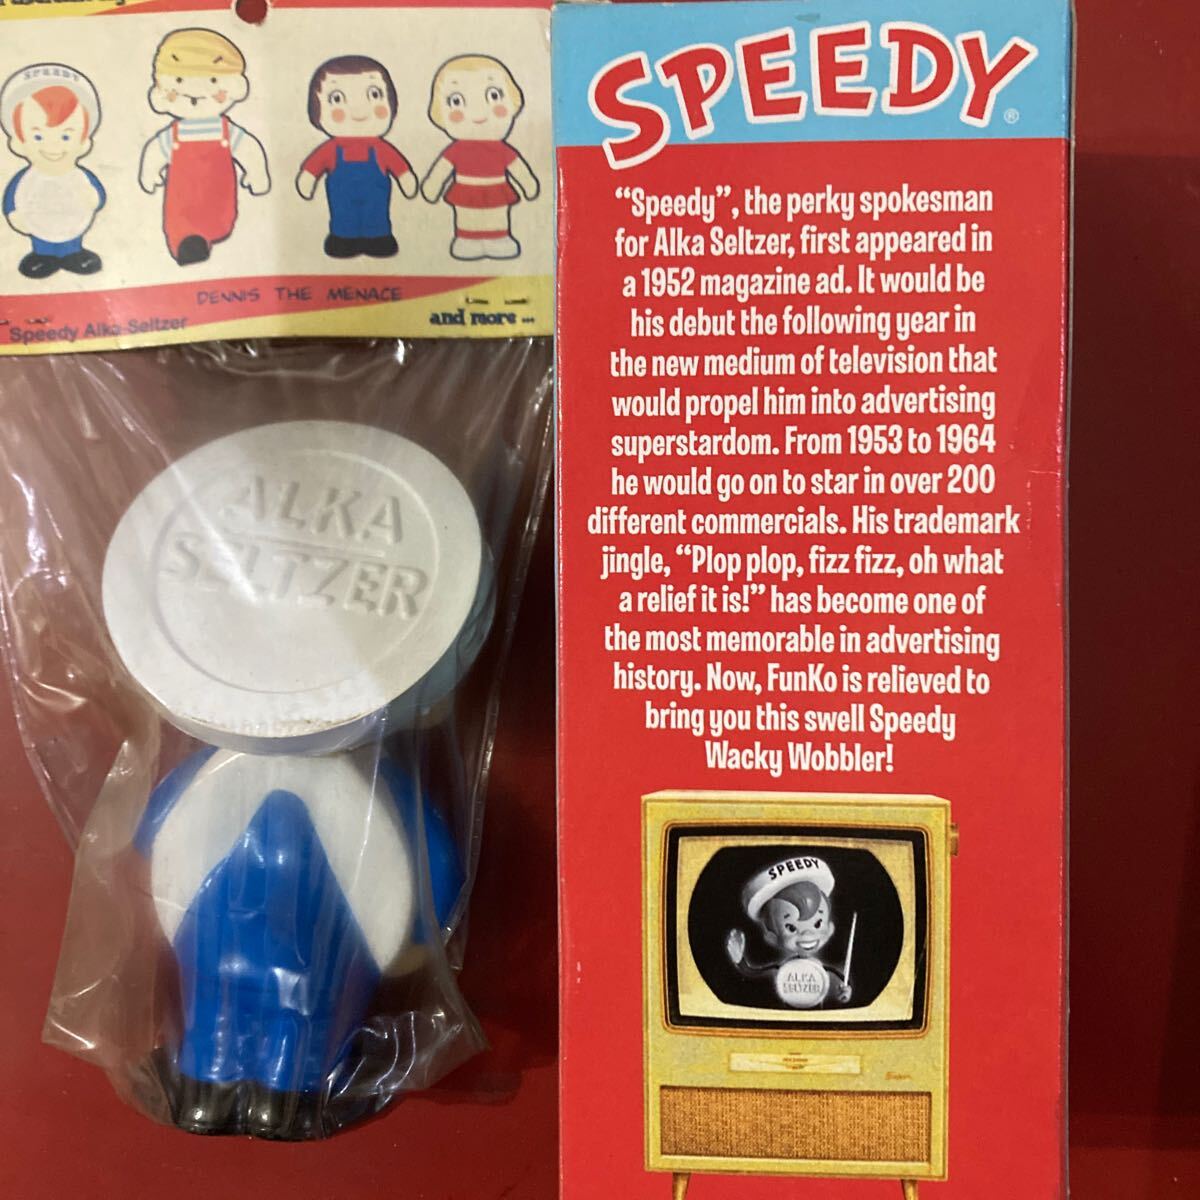 SPEEDY
DENNIS THE MENACE
Speedy Alka-Seltzer
and more ...
ALKA
SELTZER
SPEEDY®
“Speedy”, the perky spokesman
for Alka Seltzer, first appeared in
a 1952 magazine ad. It would be
his debut the following year in
the new medium of television that
would propel him into advertising
superstardom. From 1953 to 1964
he would go on to star in over 200
different commercials. His trademark
jingle, “Plop plop, fizz fizz, oh what
a relief it is!” has become one of
the most memorable in advertising
history. Now, FunKo is relieved to
bring you this swell Speedy
Wacky Wobbler!
SPEEDY
ALKA
SELTZER